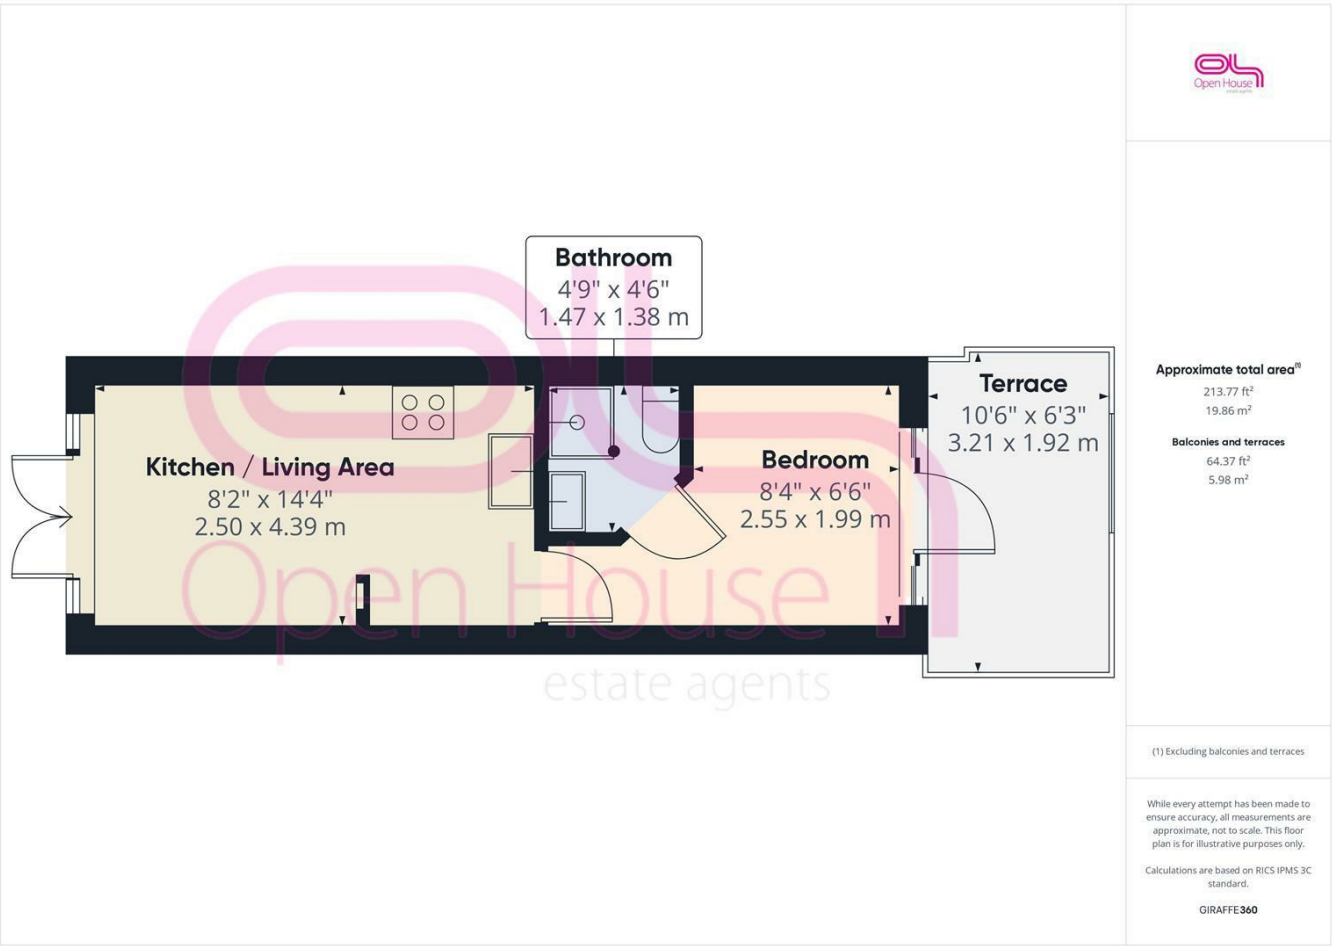 Open House
estate agents
Bathroom
4'9" x 4'6"
1.47 x 1.38 m
Kitchen / Living Area
8'2" x 14'4"
2.50 x 4.39 m
Bedroom
8'4" x 6'6"
2.55 x 1.99 m
Terrace
10'6" x 6'3"
3.21 x 1.92 m
Open House
estate agents
Approximate total area(1)
213.77 ft²
19.86 m²
Balconies and terraces
64.37 ft²
5.98 m²
(1) Excluding balconies and terraces
While every attempt has been made to
ensure accuracy, all measurements are
approximate, not to scale. This floor
plan is for illustrative purposes only.
Calculations are based on RICS IPMS 3C
standard.
GIRAFFE360